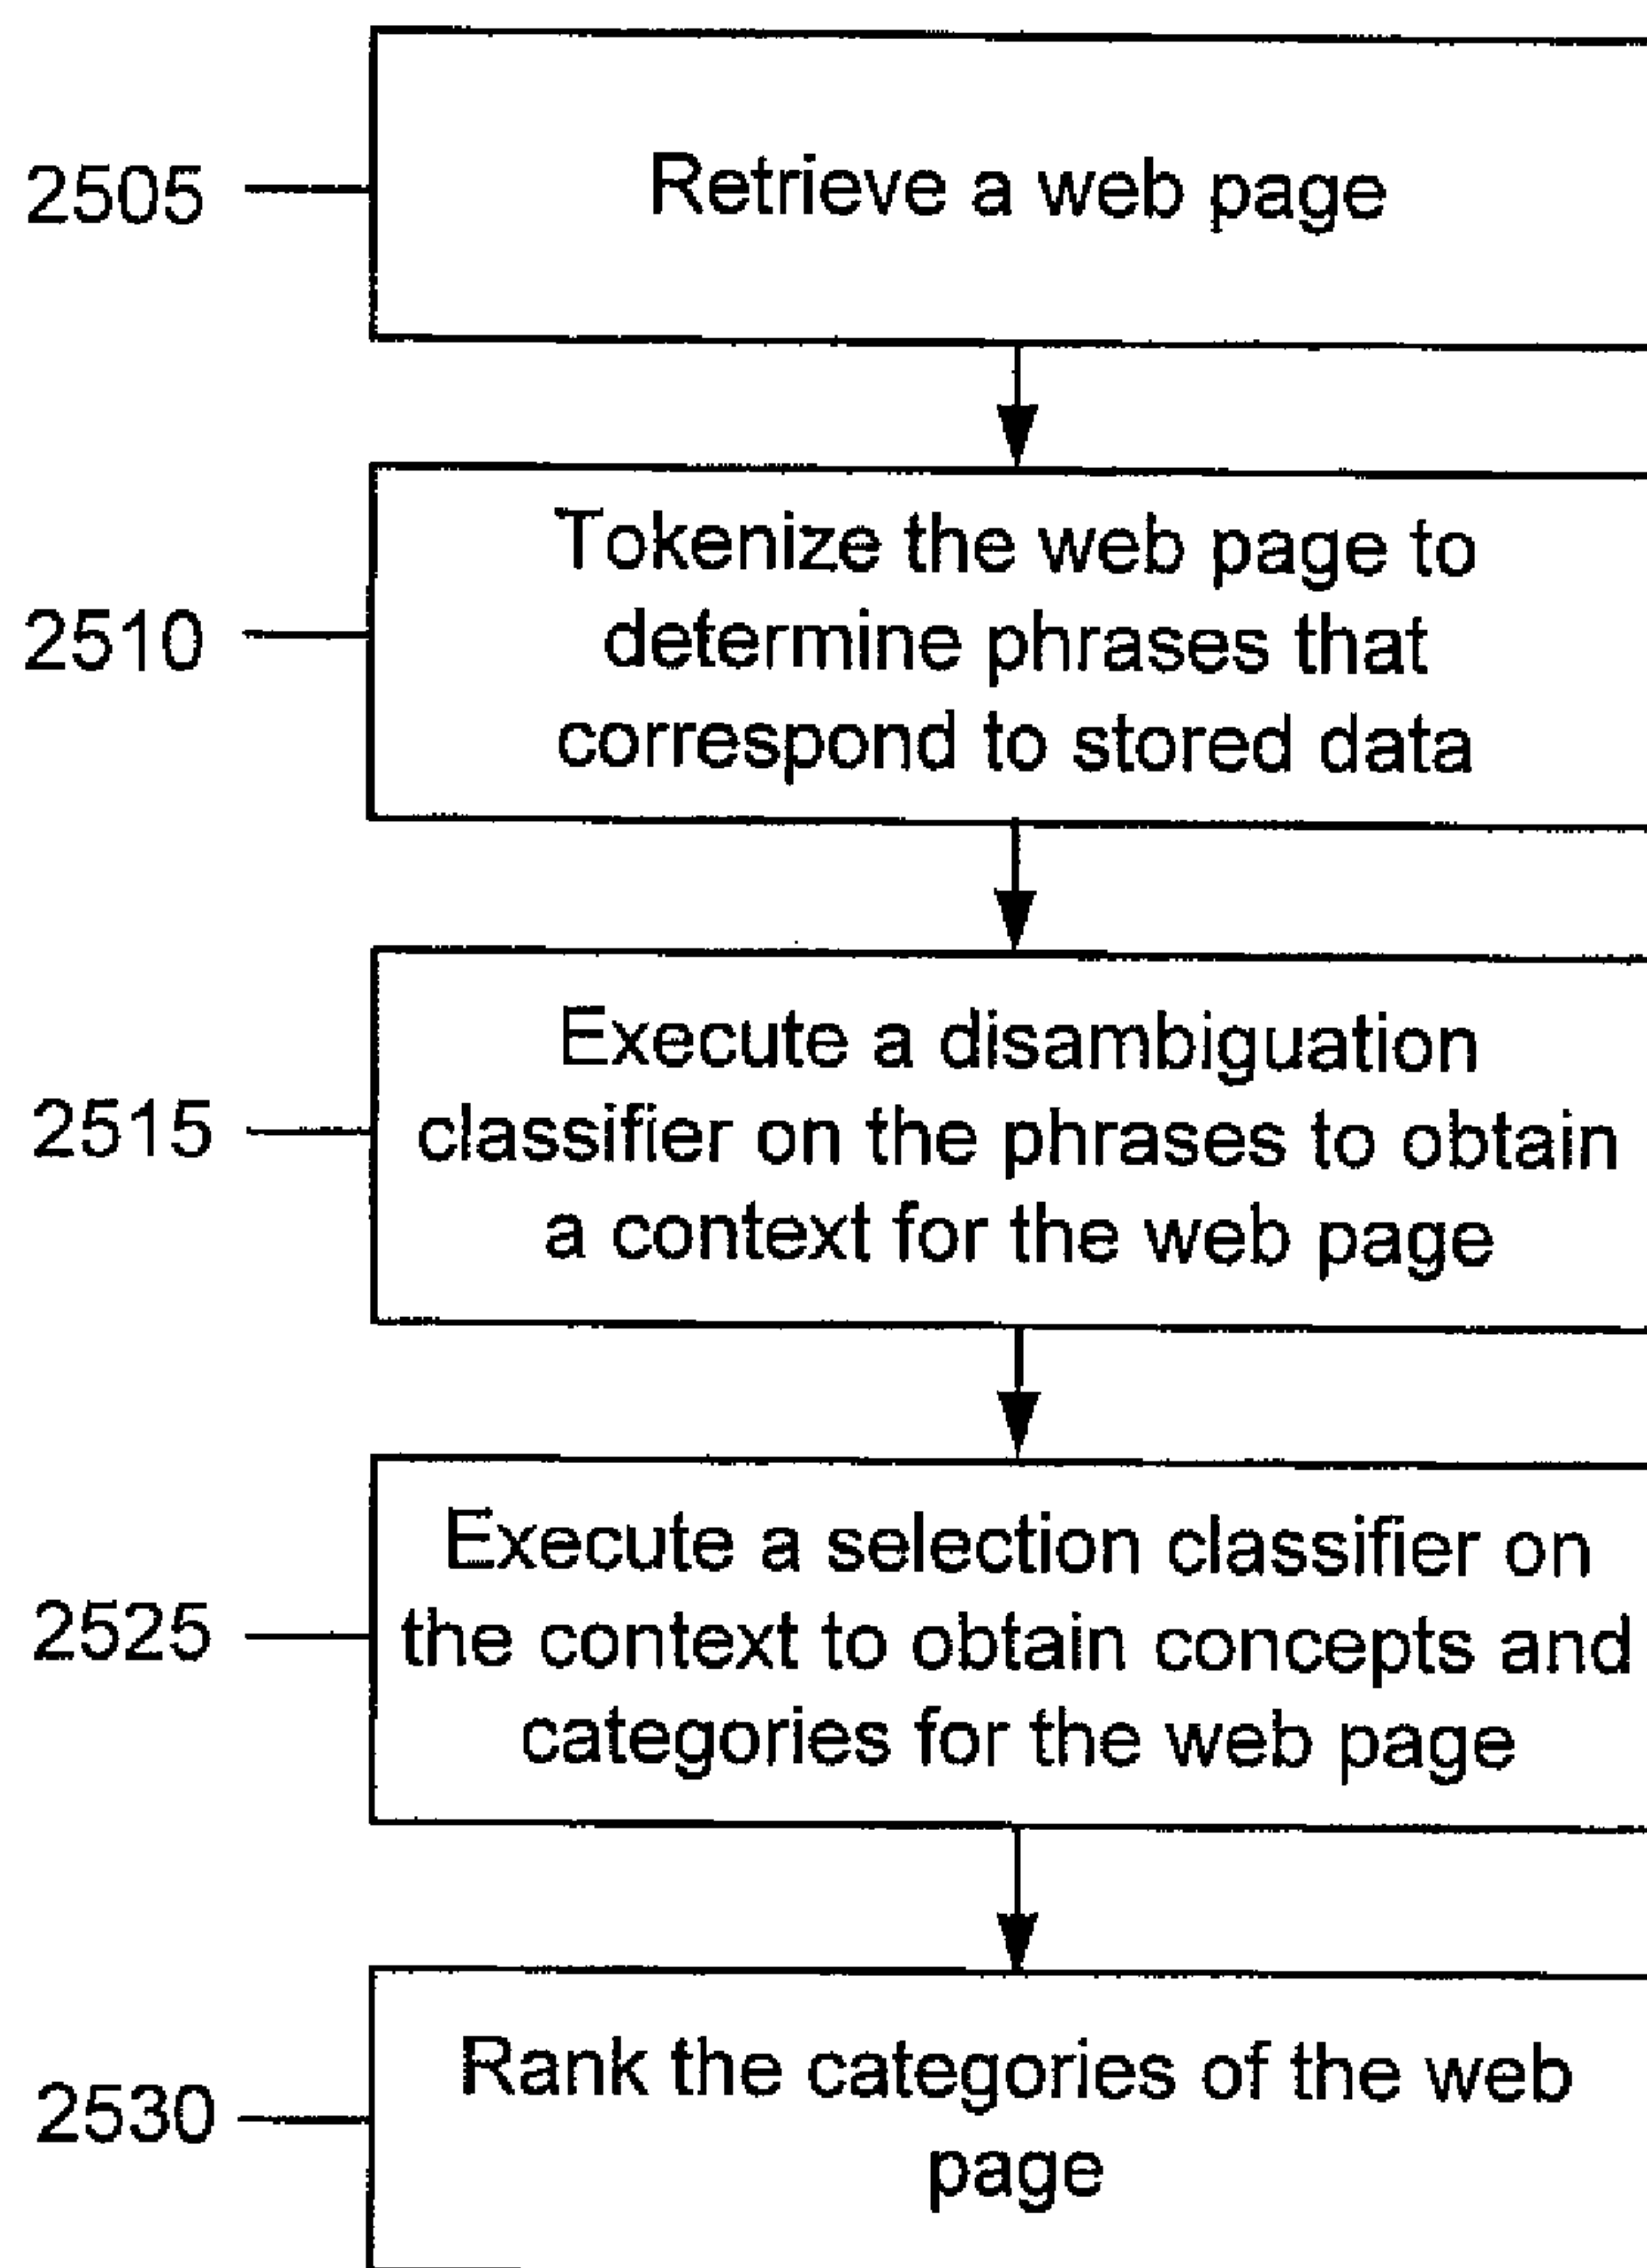 2505
Retrieve a web page
2510
Tokenize the web page to
determine phrases that
correspond to stored data
2515
Execute a disambiguation
classifier on the phrases to obtain
a context for the web page
2525
Execute a selection classifier on
the context to obtain concepts and
categories for the web page
2530
Rank the categories of the web
page